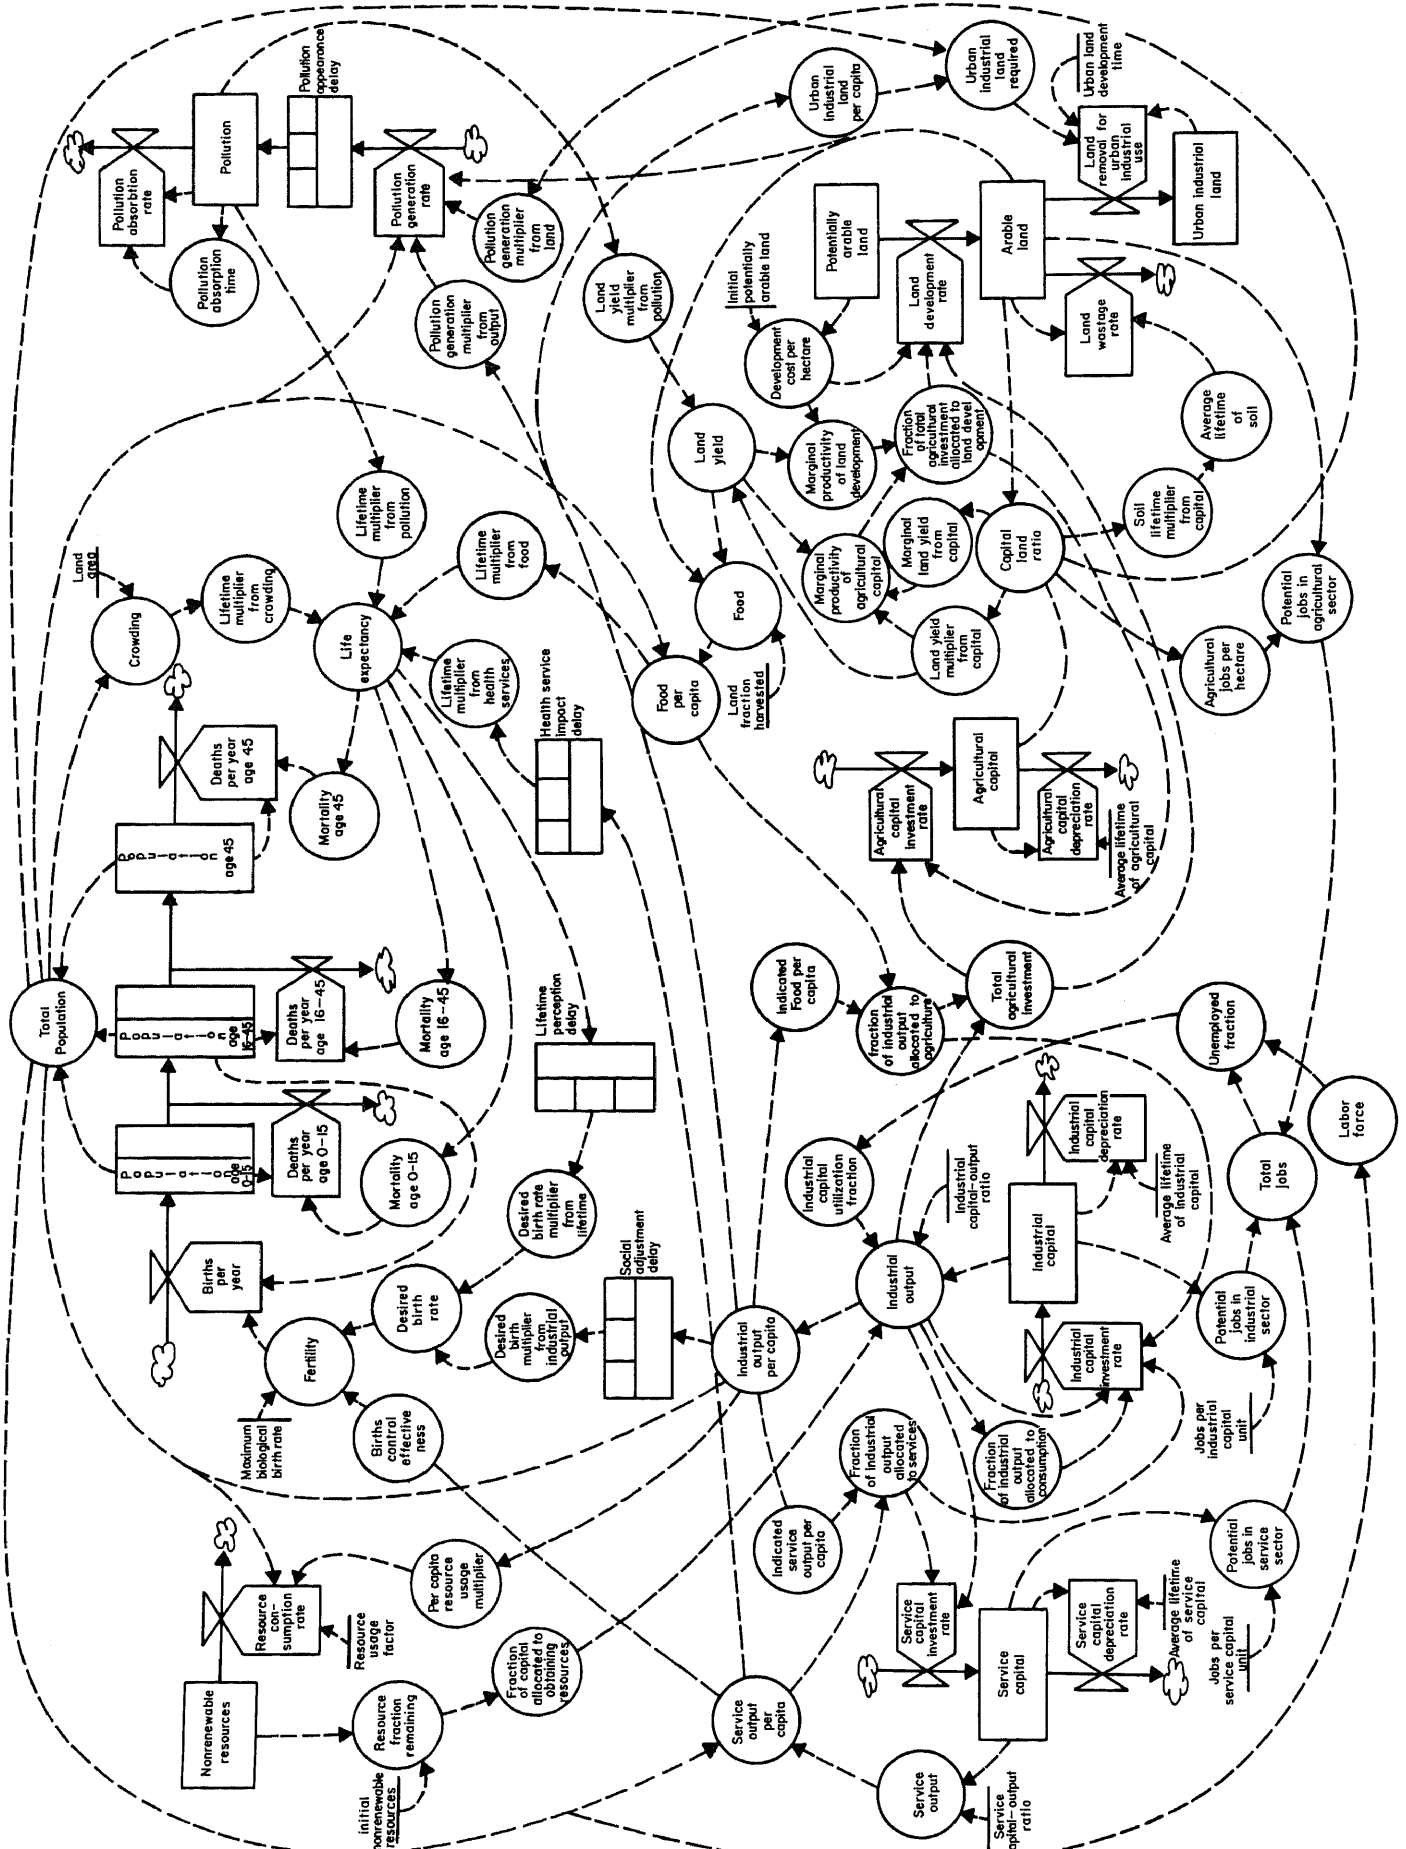 Pollution
appearance
delay
Pollution
absorbtion
rate
Pollution
Pollution
absorption
time
Pollution
generation
rate
Pollution
generation
multiplier
from
land
Pollution
generation
multiplier
from
output
Urban
Industrial
land
per capita
Urban
industrial
land
required
Urban land
development
time
Land
removal for
urban
industrial
use
Urban industrial
land
Potentially
arable
land
Arable
land
Initial
potentially
arable land
Land
development
rate
Land
wastage
rate
Land
yield
multiplier
from
pollution
Development
cost per
hectare
Land
yield
Marginal
productivity
of land
development
Fraction
of total
agricultural
investment
allocated to
land devel
opment
Average
lifetime
of
soil
Soil
lifetime
multiplier
from
capital
Marginal
productivity
of
agricultural
capital
Marginal
land yield
from
capital
Capital
land
ratio
Land yield
multiplier
from
capital
Potential
jobs in
agricultural
sector
Agricultural
jobs per
hectare
Food
Land
fraction
harvested
Food
per
capita
Lifetime
multiplier
from
pollution
Lifetime
multiplier
from
food
Land
area
Crowding
Lifetime
multiplier
from
crowding
Life
expectancy
Lifetime
multiplier
from
health
services
Health service
impact
delay
Deaths
per year
age 45
Mortality
age 45
Population
age 45
Total
Population
Population
age
16-45
Deaths
per year
age 16-45
Mortality
age 16-45
Lifetime
perception
delay
Population
age
0-15
Deaths
per year
age 0-15
Mortality
age 0-15
Desired
birth rate
multiplier
from
lifetime
Births
per
year
Fertility
Desired
birth
rate
Desired
birth
multiplier
from
industrial
output
Social
adjustment
delay
Maximum
biological
birth rate
Births
control
effective
ness
Industrial
output
per capita
Agricultural
capital
investment
rate
Agricultural
capital
Agricultural
capital
depreciation
rate
Average lifetime
of agricultural
capital
Indicated
Food per
capita
fraction
of industrial
output
allocated to
agriculture
Total
agricultural
investment
Unemployed
fraction
Labor
force
Total
jobs
Industrial
capital
utilization
fraction
Industrial
capital-output
ratio
Industrial
output
Industrial
capital
Industrial
capital
depreciation
rate
Average lifetime
of industrial
capital
Industrial
capital
investment
rate
Potential
jobs in
industrial
sector
Jobs per
industrial
capital
unit
Fraction
of industrial
output
allocated
to services
Fraction
of industrial
output
allocated to
consumption
Indicated
service
output per
capita
Potential
jobs in
service
sector
Jobs per
service capital
unit
Service
capital
investment
rate
Service
capital
Service
capital
depreciation
rate
Average lifetime
of service
capital
Service
output
per
capita
Service
output
Service
capital-output
ratio
Resource
con-
sumption
rate
Resource
usage
factor
Per capita
resource
usage
multiplier
Fraction
of capital
allocated to
obtaining
resources
Nonrenewable
resources
Resource
fraction
remaining
initial
nonrenewable
resources